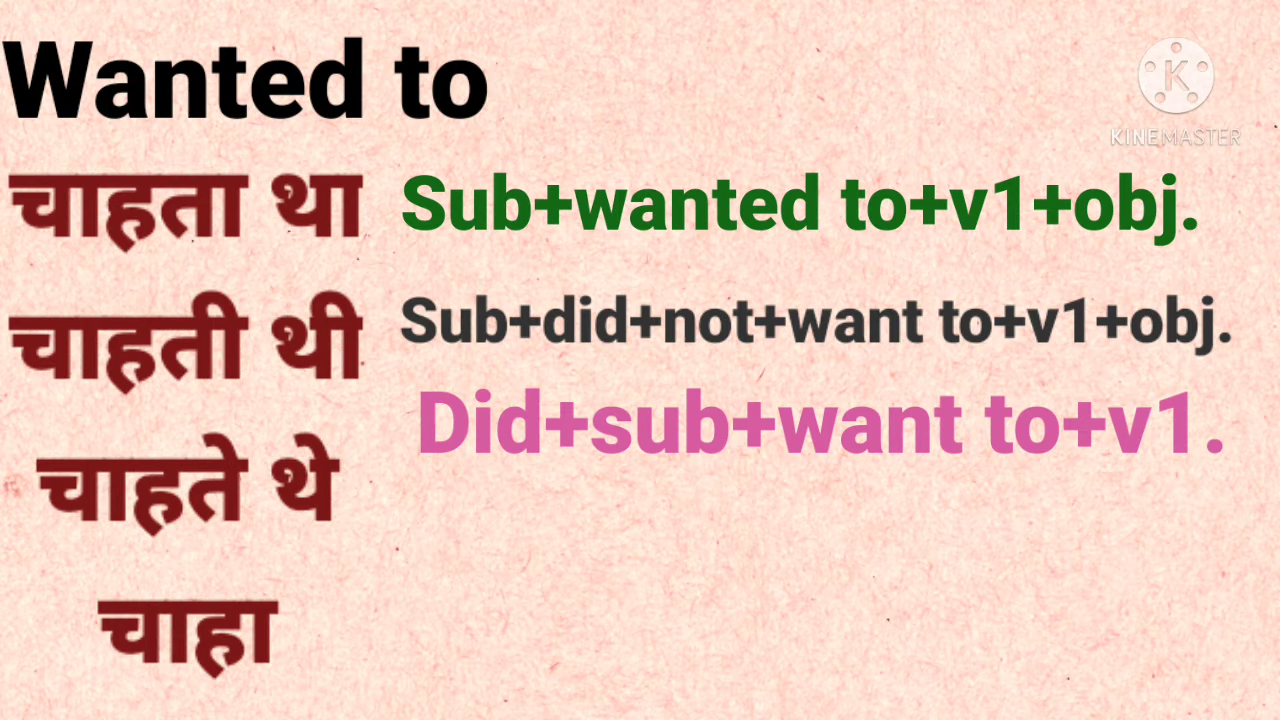 Wanted to
KINEMASTER
चाहता था
Sub+wanted to+v1+obj.
चाहती थी
Sub+did+not+want to+v1+obj.
Did+sub+want to+v1.
चाहते थे
चाहा